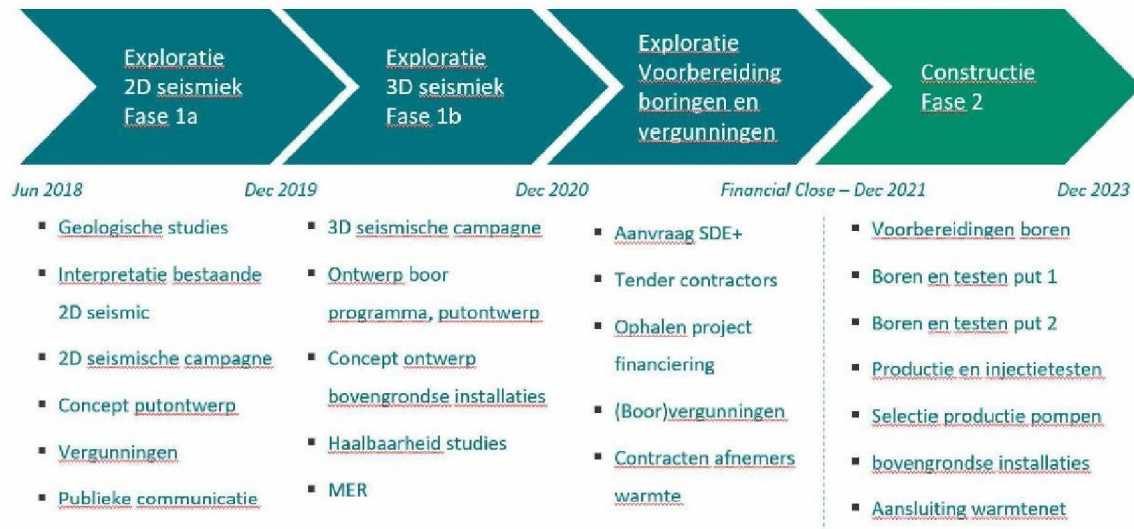 Exploratie
2D seismiek
Fase 1a
Exploratie
3D seismiek
Fase 1b
Exploratie
Voorbereiding
boringen en
vergunningen
Constructie
Fase 2
Jun 2018
Dec 2019
Dec 2020
Financial Close – Dec 2021
Dec 2023
▪ Geologische studies
▪ Interpretatie bestaande
2D seismic
▪ 2D seismische campagne
▪ Concept putontwerp
▪ Vergunningen
▪ Publieke communicatie
▪ 3D seismische campagne
▪ Ontwerp boor
programma, putontwerp
▪ Concept ontwerp
bovengrondse installaties
▪ Haalbaarheid studies
▪ MER
▪ Aanvraag SDE+
▪ Tender contractors
▪ Ophalen project
financiering
▪ (Boor)vergunningen
▪ Contracten afnemers
warmte
▪ Voorbereidingen boren
▪ Boren en testen put 1
▪ Boren en testen put 2
▪ Productie en injectietesten
▪ Selectie productie pompen
▪ bovengrondse installaties
▪ Aansluiting warmtenet